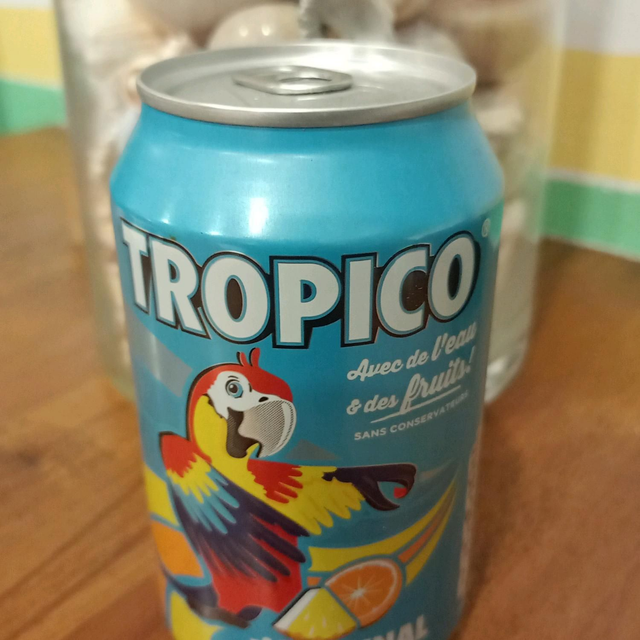 TROPICO®
Avec de l'eau
& des fruits!
SANS CONSERVATEURS